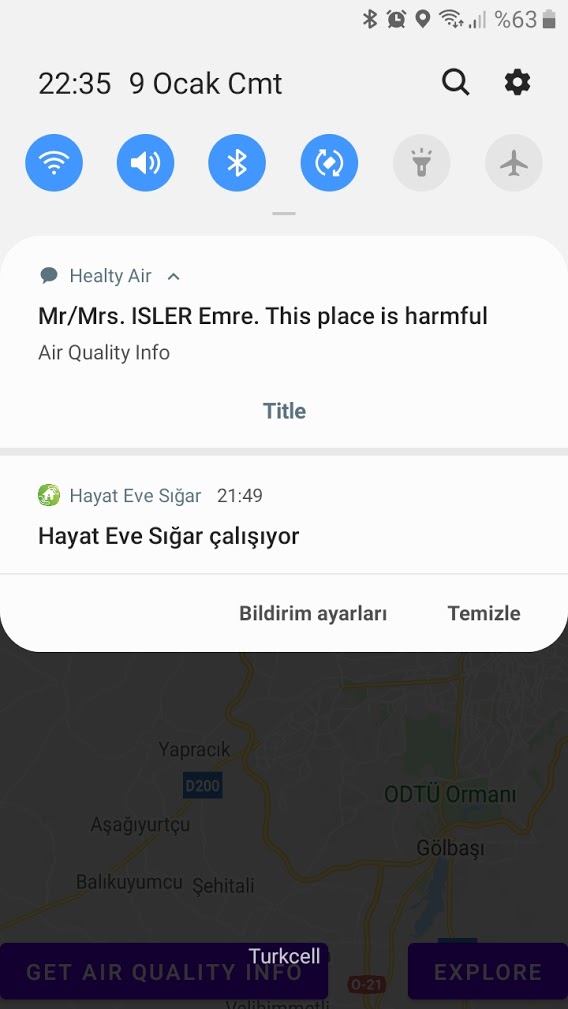 %63
22:35 9 Ocak Cmt
Healty Air
Mr/Mrs. ISLER Emre. This place is harmful
Air Quality Info
Title
Hayat Eve Sığar 21:49
Hayat Eve Sığar çalışıyor
Bildirim ayarları Temizle
Yapracık
D200
ODTÜ Ormanı
Aşağıyurtçu
Gölbaşı
Balıkuyumcu Şehitali
Turkcell
GET AIR QUALITY INFO
EXPLORE
O-21
Velihimmetli